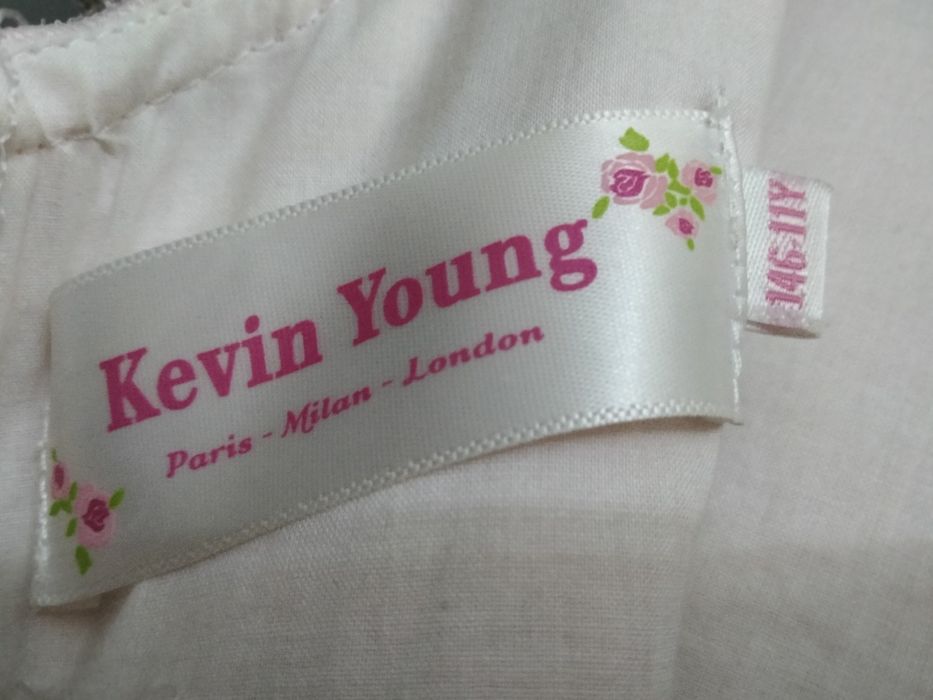 Kevin Young
Paris - Milan - London
146-11Y